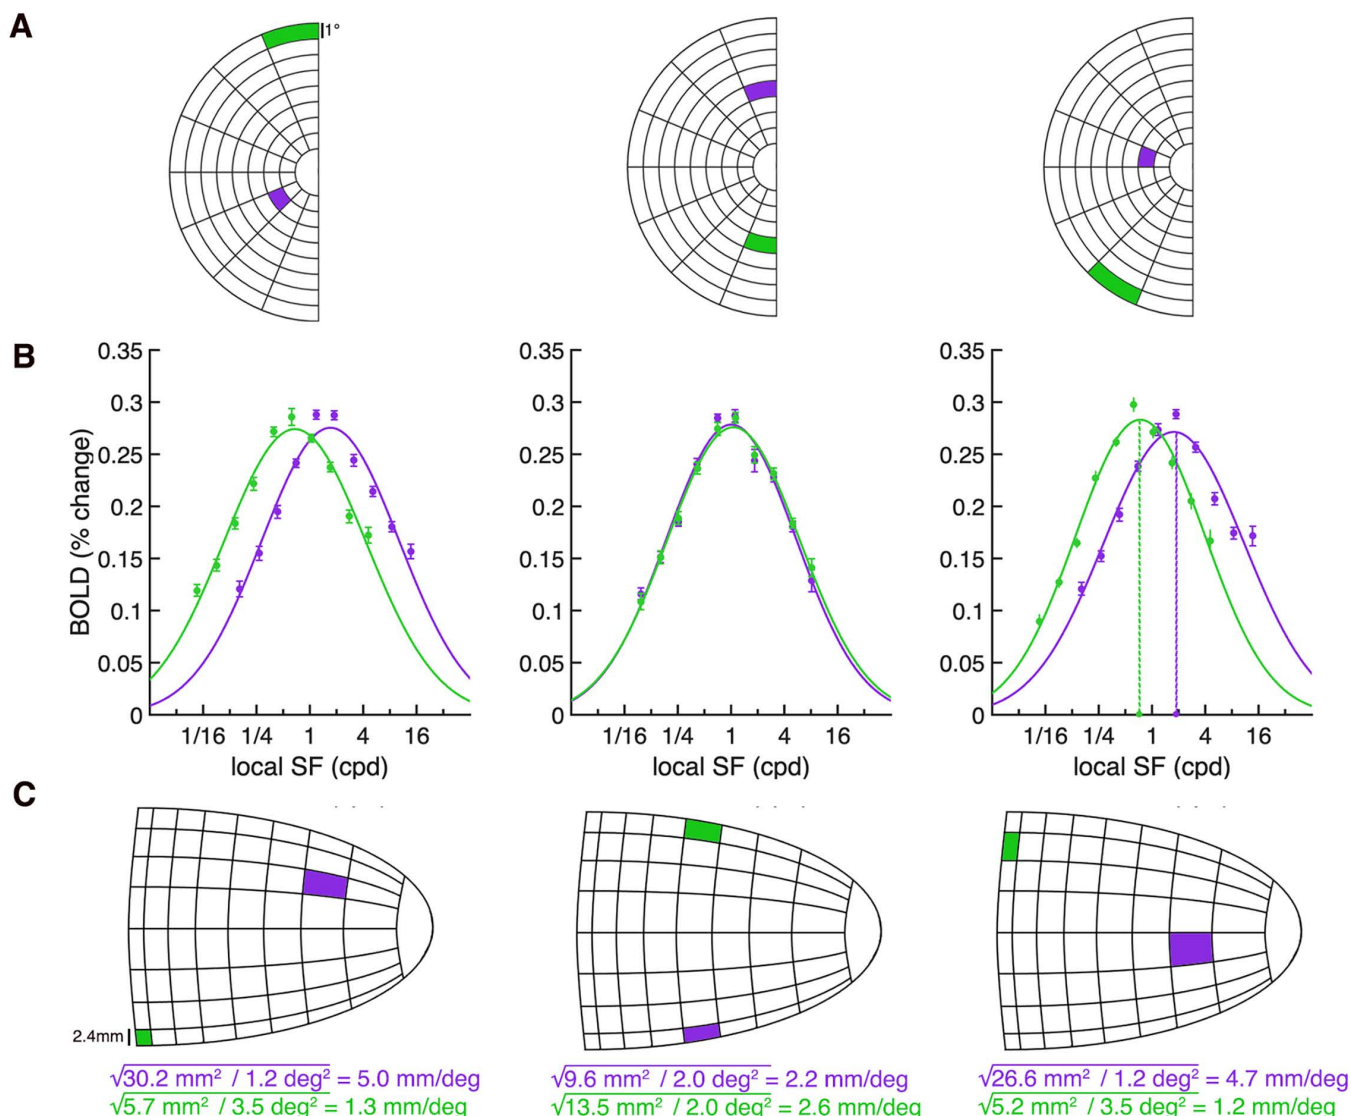 A
1°
B
0.35 0.35 0.35
0.3 0.3 0.3
0.25 0.25 0.25
0.2 0.2 0.2
0.15 0.15 0.15
0.1 0.1 0.1
0.05 0.05 0.05
0 0 0
BOLD (% change)
1/16 1/4 1 4 16 1/16 1/4 1 4 16 1/16 1/4 1 4 16
local SF (cpd) local SF (cpd) local SF (cpd)
C
2.4mm
√30.2 mm² / 1.2 deg² = 5.0 mm/deg √9.6 mm² / 2.0 deg² = 2.2 mm/deg √26.6 mm² / 1.2 deg² = 4.7 mm/deg
√5.7 mm² / 3.5 deg² = 1.3 mm/deg √13.5 mm² / 2.0 deg² = 2.6 mm/deg √5.2 mm² / 3.5 deg² = 1.2 mm/deg